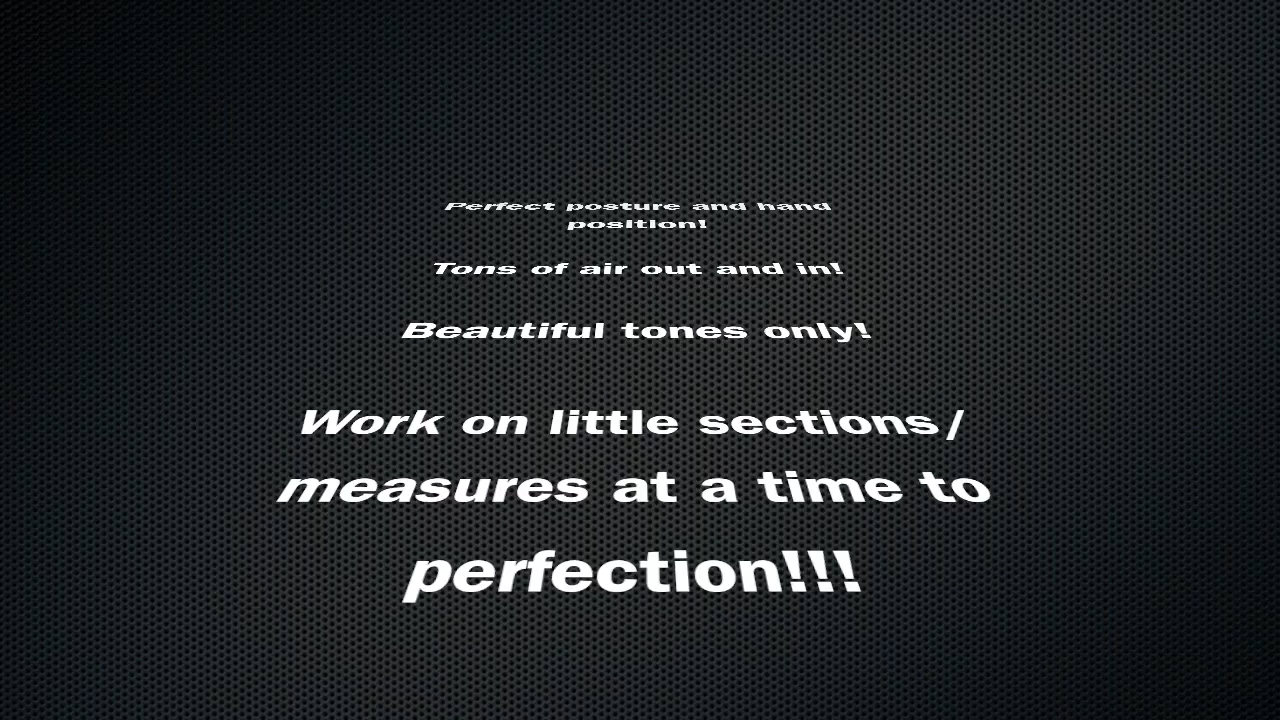 Perfect posture and hand
position!
Tons of air out and in!
Beautiful tones only!
Work on little sections/
measures at a time to
perfection!!!